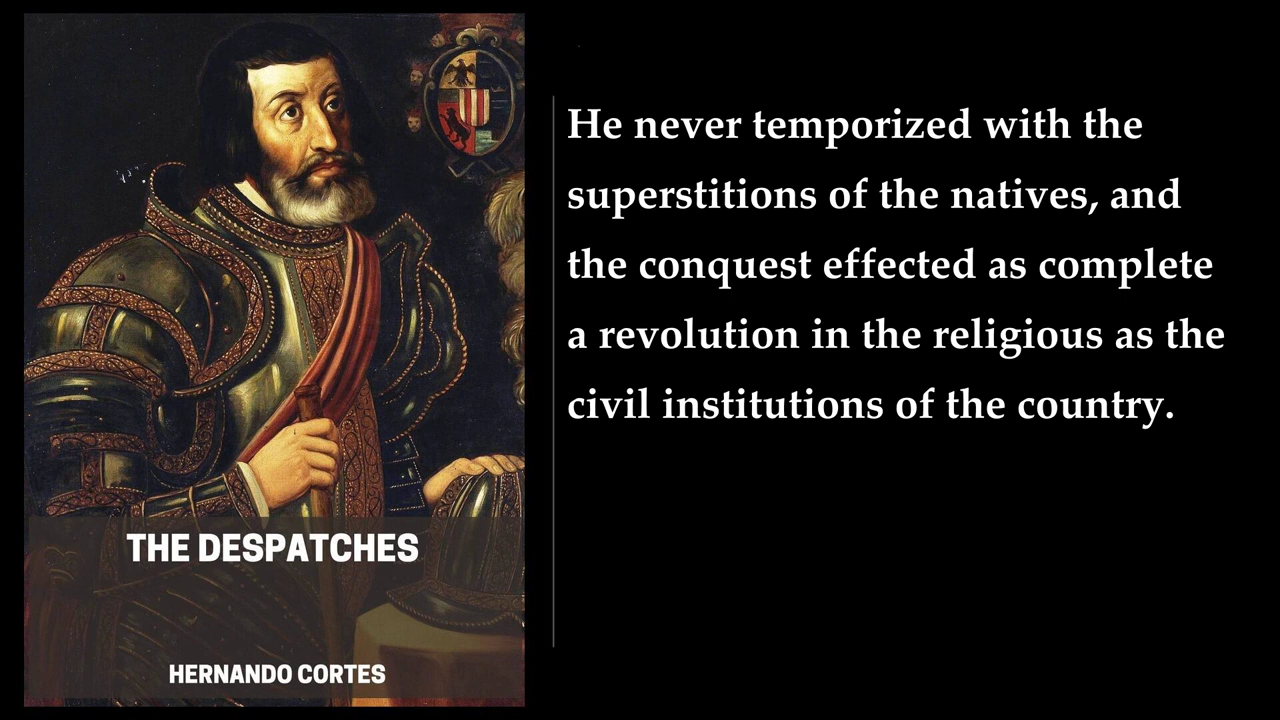 THE DESPATCHES
HERNANDO CORTES
He never temporized with the
superstitions of the natives, and
the conquest effected as complete
a revolution in the religious as the
civil institutions of the country.